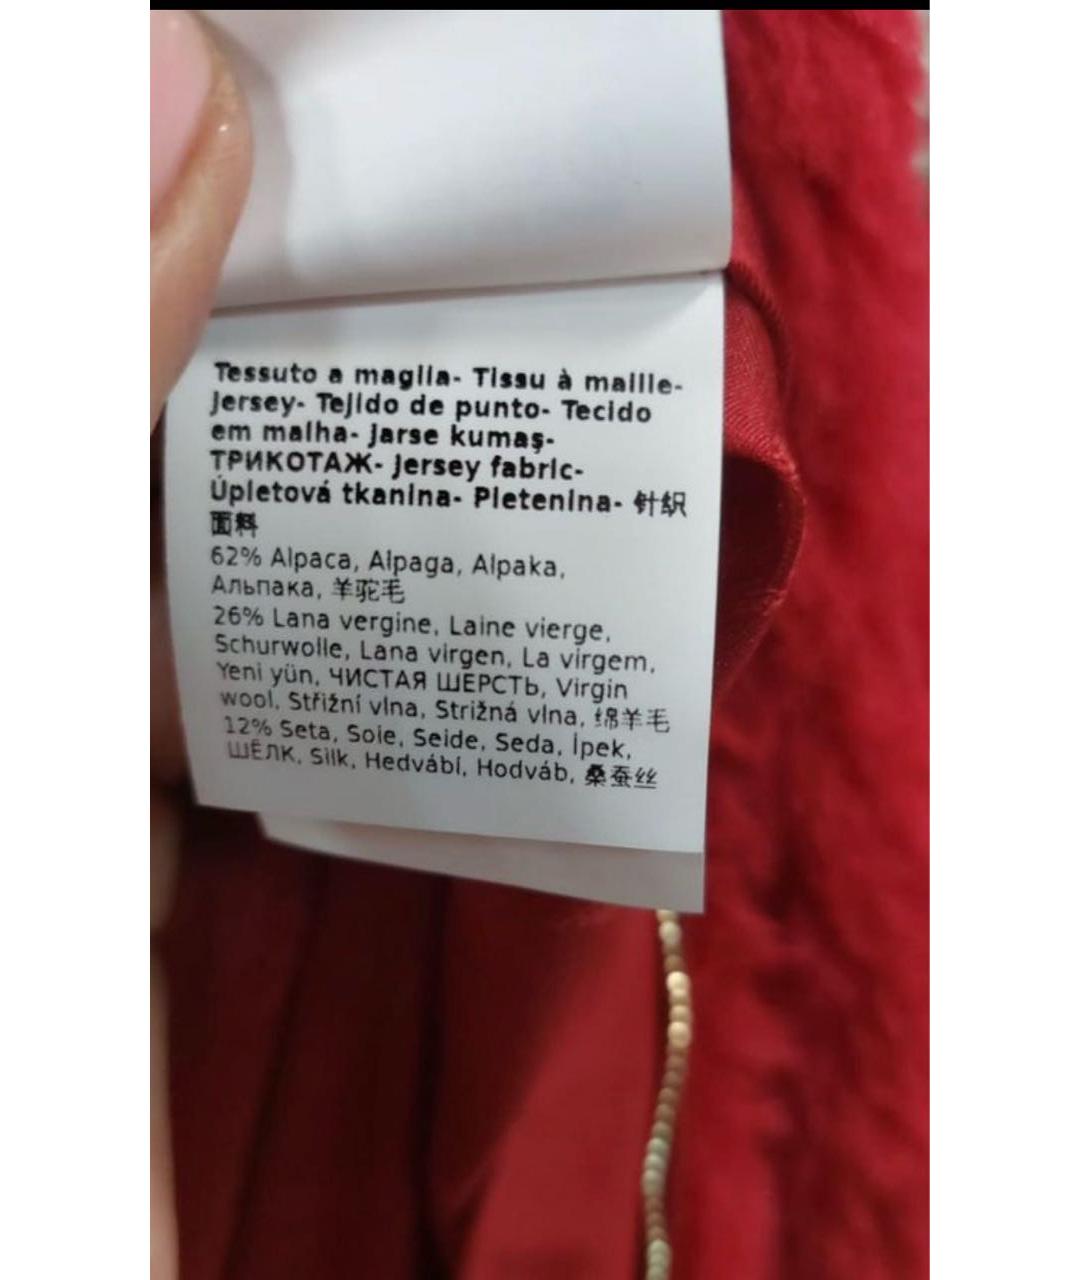 Tessuto a maglia- Tissu à maille-
Jersey- Tejido de punto- Tecido
em malha- Jarse kumaş-
ТРИКОТАЖ- Jersey fabric-
Úpletová tkanina- Pletenina- 针织
面料
62% Alpaca, Alpaga, Alpaka,
Альпака, 羊驼毛
26% Lana vergine, Laine vierge,
Schurwolle, Lana virgen, La virgem,
Yeni yün, ЧИСТАЯ ШЕРСТЬ, Virgin
wool, Střižní vlna, Strižná vlna, 绵羊毛
12% Seta, Soie, Seide, Seda, İpek,
ШЁЛК, Silk, Hedvábí, Hodváb, 桑蚕丝